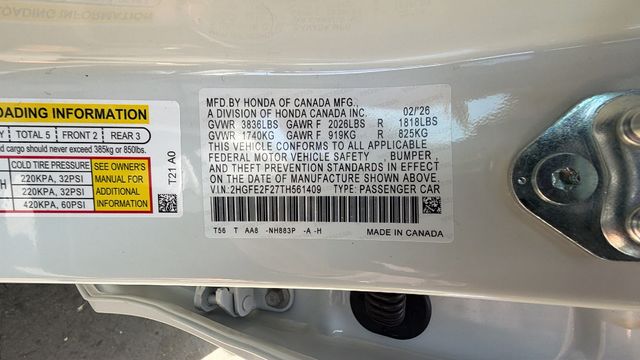 OADING INFORMATION
Y TOTAL 5 FRONT 2 REAR 3
d cargo should never exceed 385kg or 850lbs.
COLD TIRE PRESSURE
220KPA, 32PSI
220KPA, 32PSI
420KPA, 60PSI
SEE OWNER'S
MANUAL FOR
ADDITIONAL
INFORMATION
T21 A0
MFD.BY HONDA OF CANADA MFG.,
A DIVISION OF HONDA CANADA INC. 02/'26
GVWR 3836LBS GAWR F 2026LBS R 1818LBS
GVWR 1740KG GAWR F 919KG R 825KG
THIS VEHICLE CONFORMS TO ALL APPLICABLE
FEDERAL MOTOR VEHICLE SAFETY , BUMPER ,
AND THEFT PREVENTION STANDARDS IN EFFECT
ON THE DATE OF MANUFACTURE SHOWN ABOVE.
V.I.N: 2HGFE2F27TH561409 TYPE: PASSENGER CAR
T56 T AA8 -NH883P -A -H
MADE IN CANADA